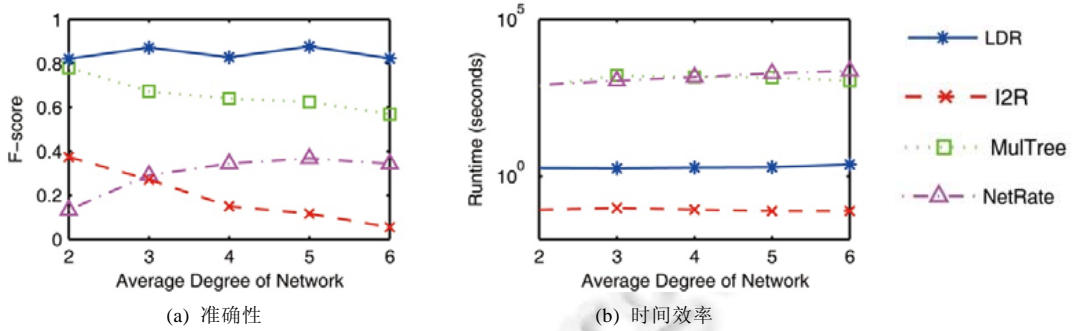 1
0.8
0.6
0.4
0.2
0
F-score
2 3 4 5 6
Average Degree of Network
(a) 准确性
10^5
10^0
Runtime (seconds)
2 3 4 5 6
Average Degree of Network
(b) 时间效率
LDR
I2R
MulTree
NetRate